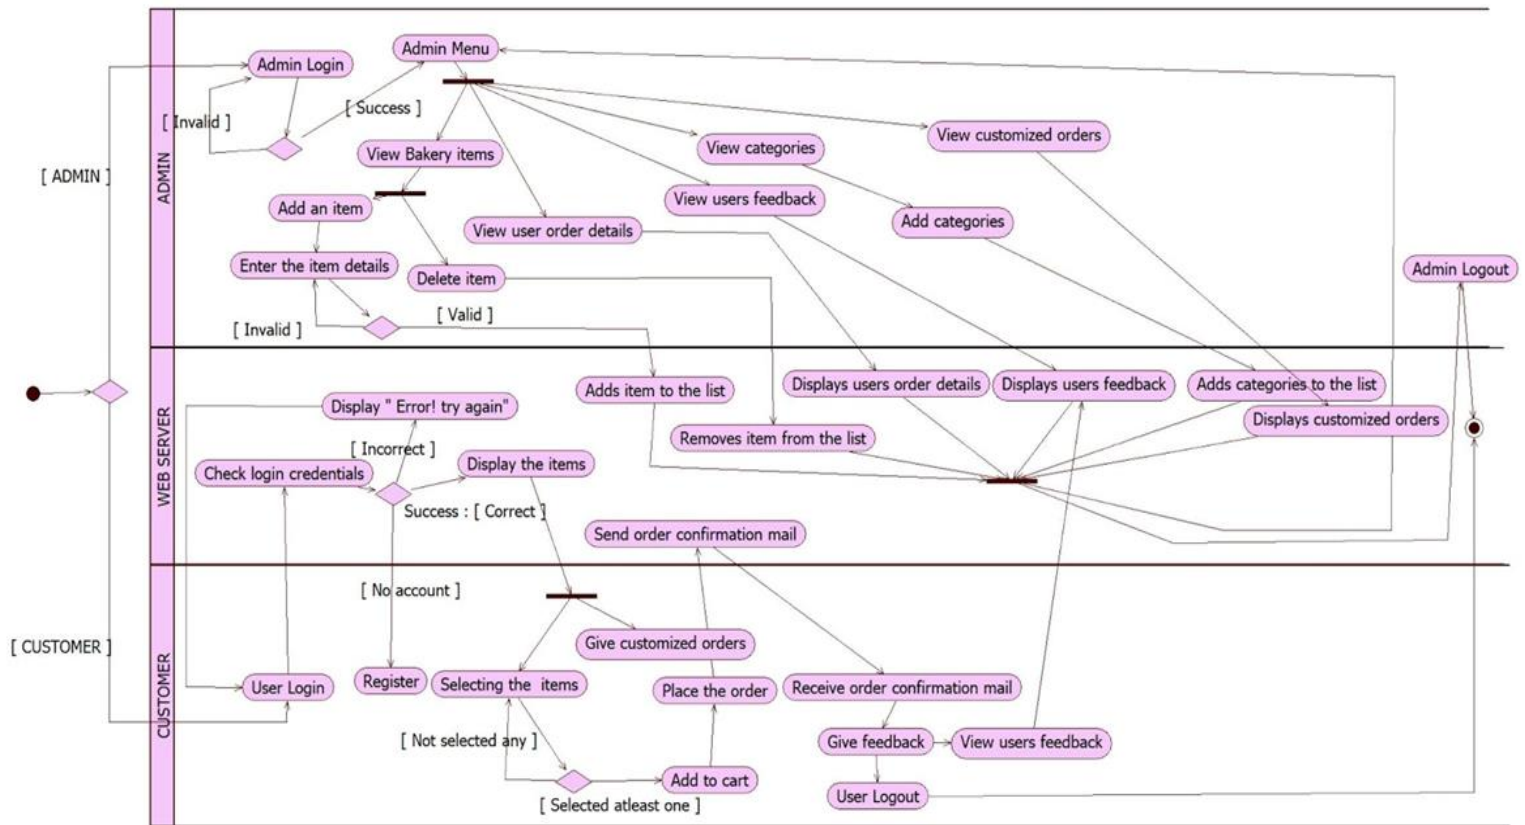 Admin Menu
Admin Login
[ Success ]
[ Invalid ]
View customized orders
View categories
View Bakery items
[ ADMIN ]
ADMIN
View users feedback
Add an item
Add categories
View user order details
Enter the item details
Delete item
Admin Logout
[ Valid ]
[ Invalid ]
Adds item to the list
Displays users order details
Displays users feedback
Adds categories to the list
Display " Error! try again"
Displays customized orders
Removes item from the list
[ Incorrect ]
WEB SERVER
Check login credentials
Display the items
Success : [ Correct ]
Send order confirmation mail
[ No account ]
[ CUSTOMER ]
CUSTOMER
Give customized orders
User Login
Register
Selecting the items
Place the order
Receive order confirmation mail
[ Not selected any ]
Give feedback
View users feedback
Add to cart
User Logout
[ Selected atleast one ]